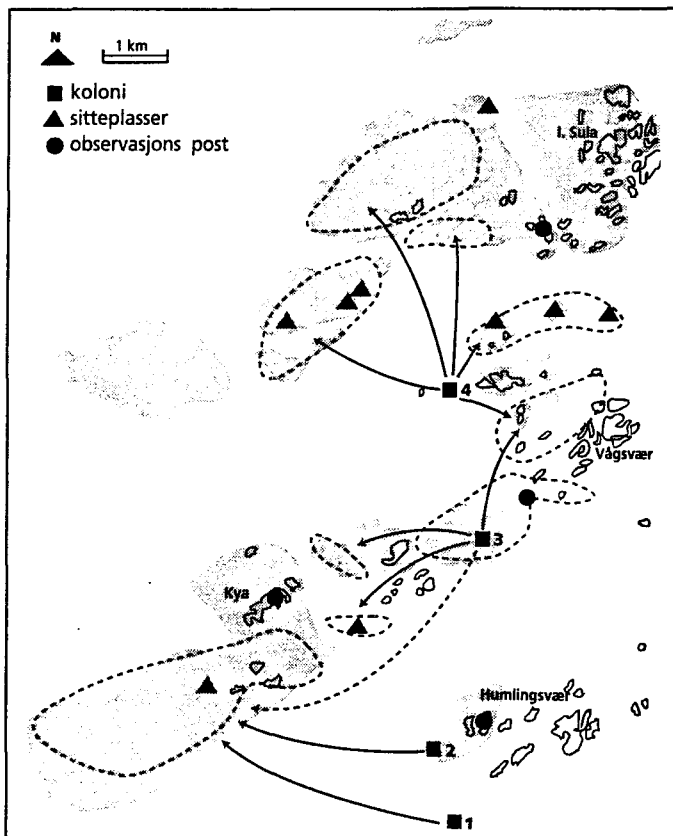 N
1 km
koloni
sitteplasser
observasjons post
I. Sula
4
Vågsvær
3
Kya
Humlingsvær
2
1